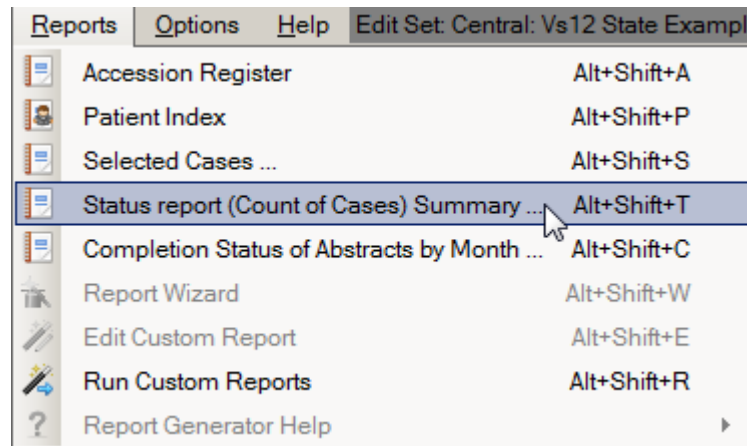 Reports Options Help Edit Set: Central: Vs12 State Exampl
Accession Register Alt+Shift+A
Patient Index Alt+Shift+P
Selected Cases ... Alt+Shift+S
Status report (Count of Cases) Summary ... Alt+Shift+T
Completion Status of Abstracts by Month ... Alt+Shift+C
Report Wizard Alt+Shift+W
Edit Custom Report Alt+Shift+E
Run Custom Reports Alt+Shift+R
Report Generator Help